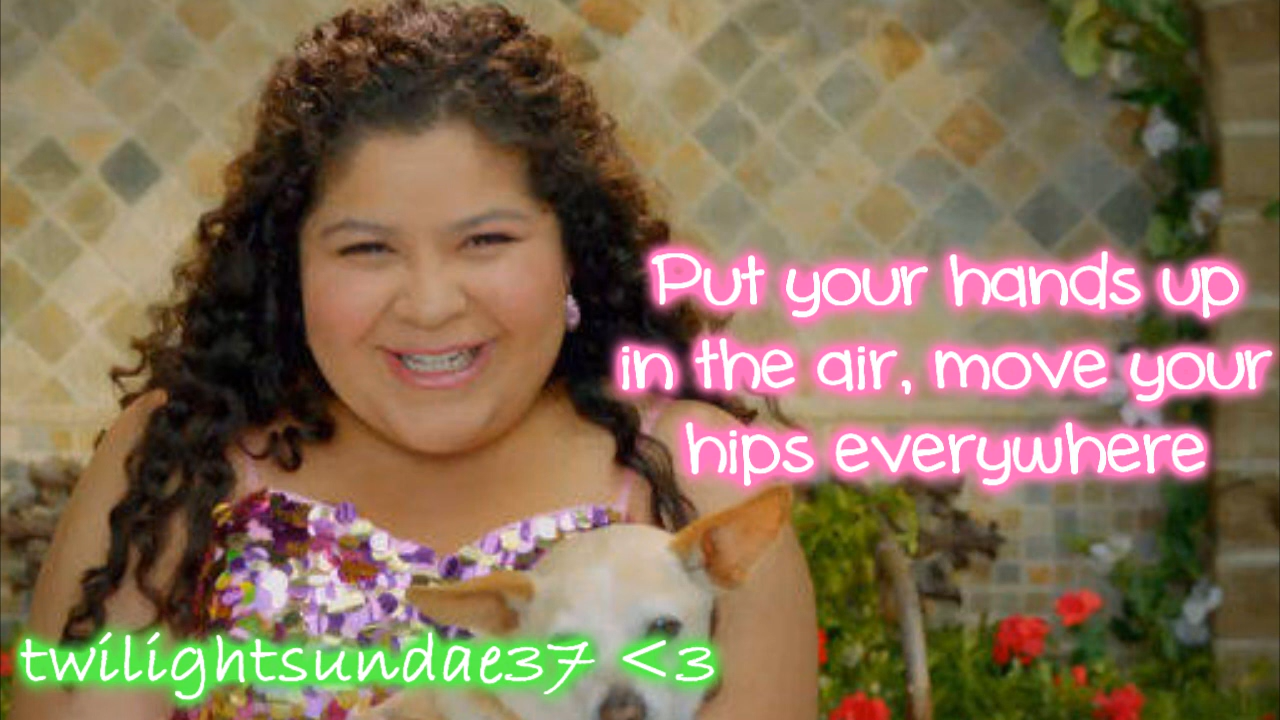 Put your hands up
in the air, move your
hips everywhere
twilightsundae37 <3